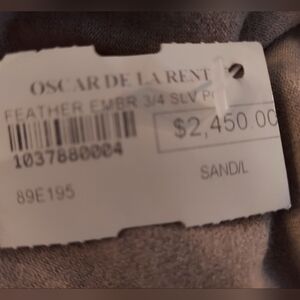 OSCAR DE LA RENT
FEATHER EMBR 3/4 SLV P
$2,450.00
1037880004
SAND/L
89E195